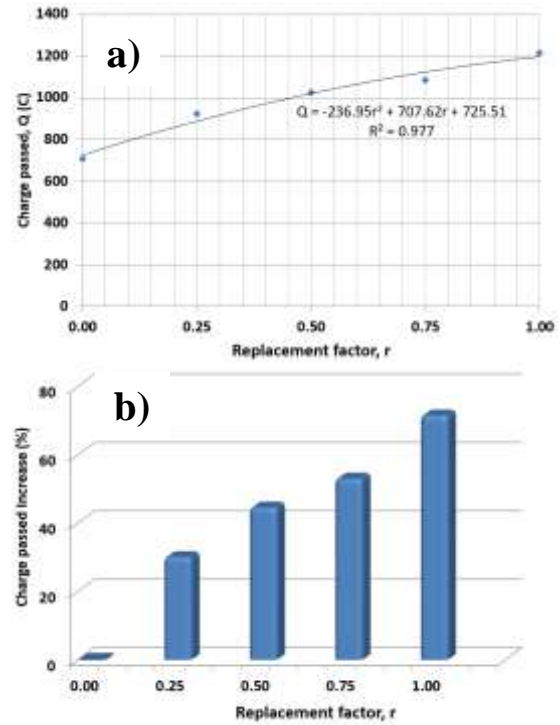 a)
Charge passed, Q (C)
1400
1200
1000
800
600
400
200
0
Q = -236.95r² + 707.62r + 725.51
R² = 0.977
0.00 0.25 0.50 0.75 1.00
Replacement factor, r
b)
Charge passed Increase (%)
80
60
40
20
0
0.00 0.25 0.50 0.75 1.00
Replacement factor, r